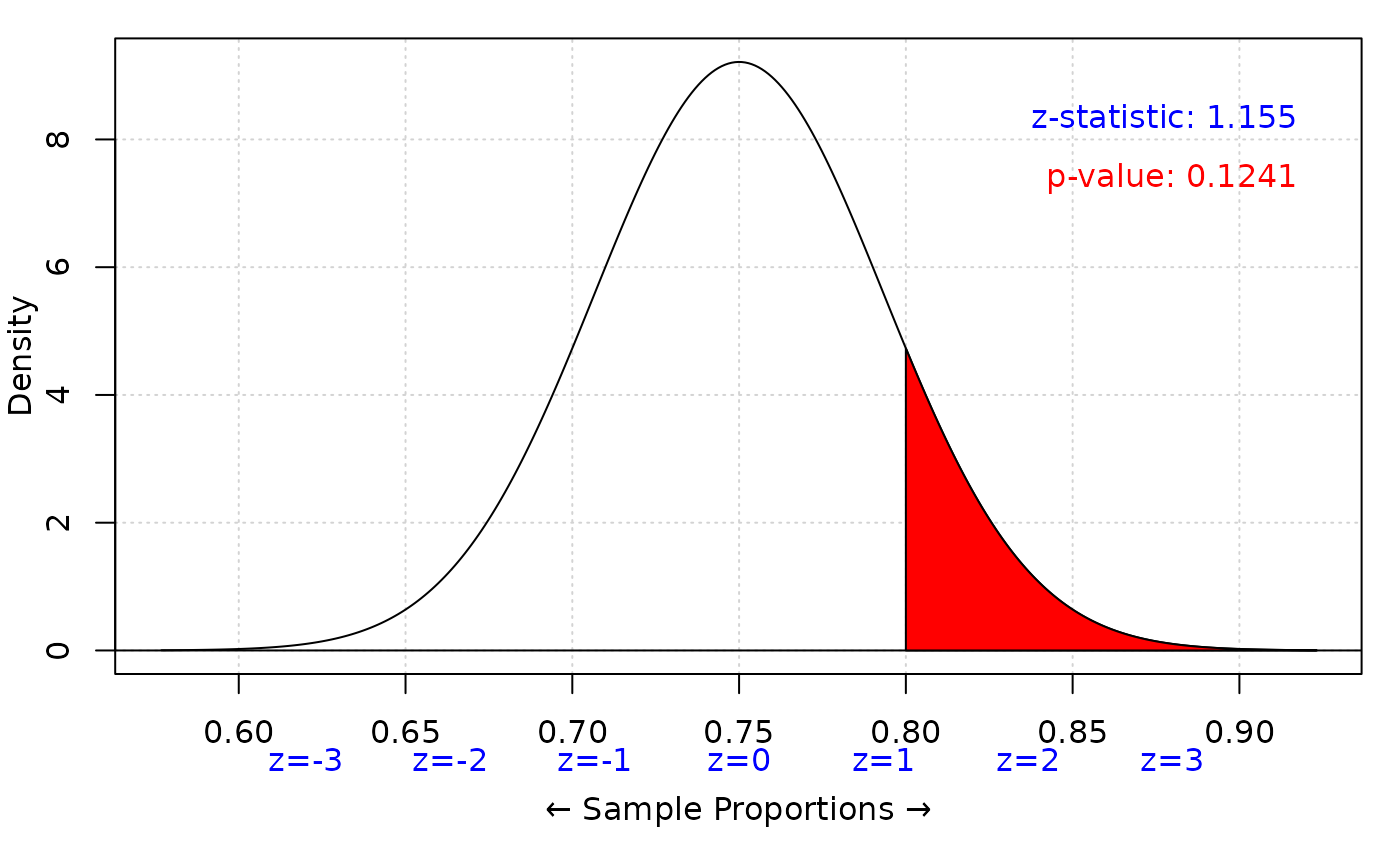 z-statistic: 1.155
p-value: 0.1241
8
6
4
2
0
Density
0.60 0.65 0.70 0.75 0.80 0.85 0.90
z=-3 z=-2 z=-1 z=0 z=1 z=2 z=3
← Sample Proportions →